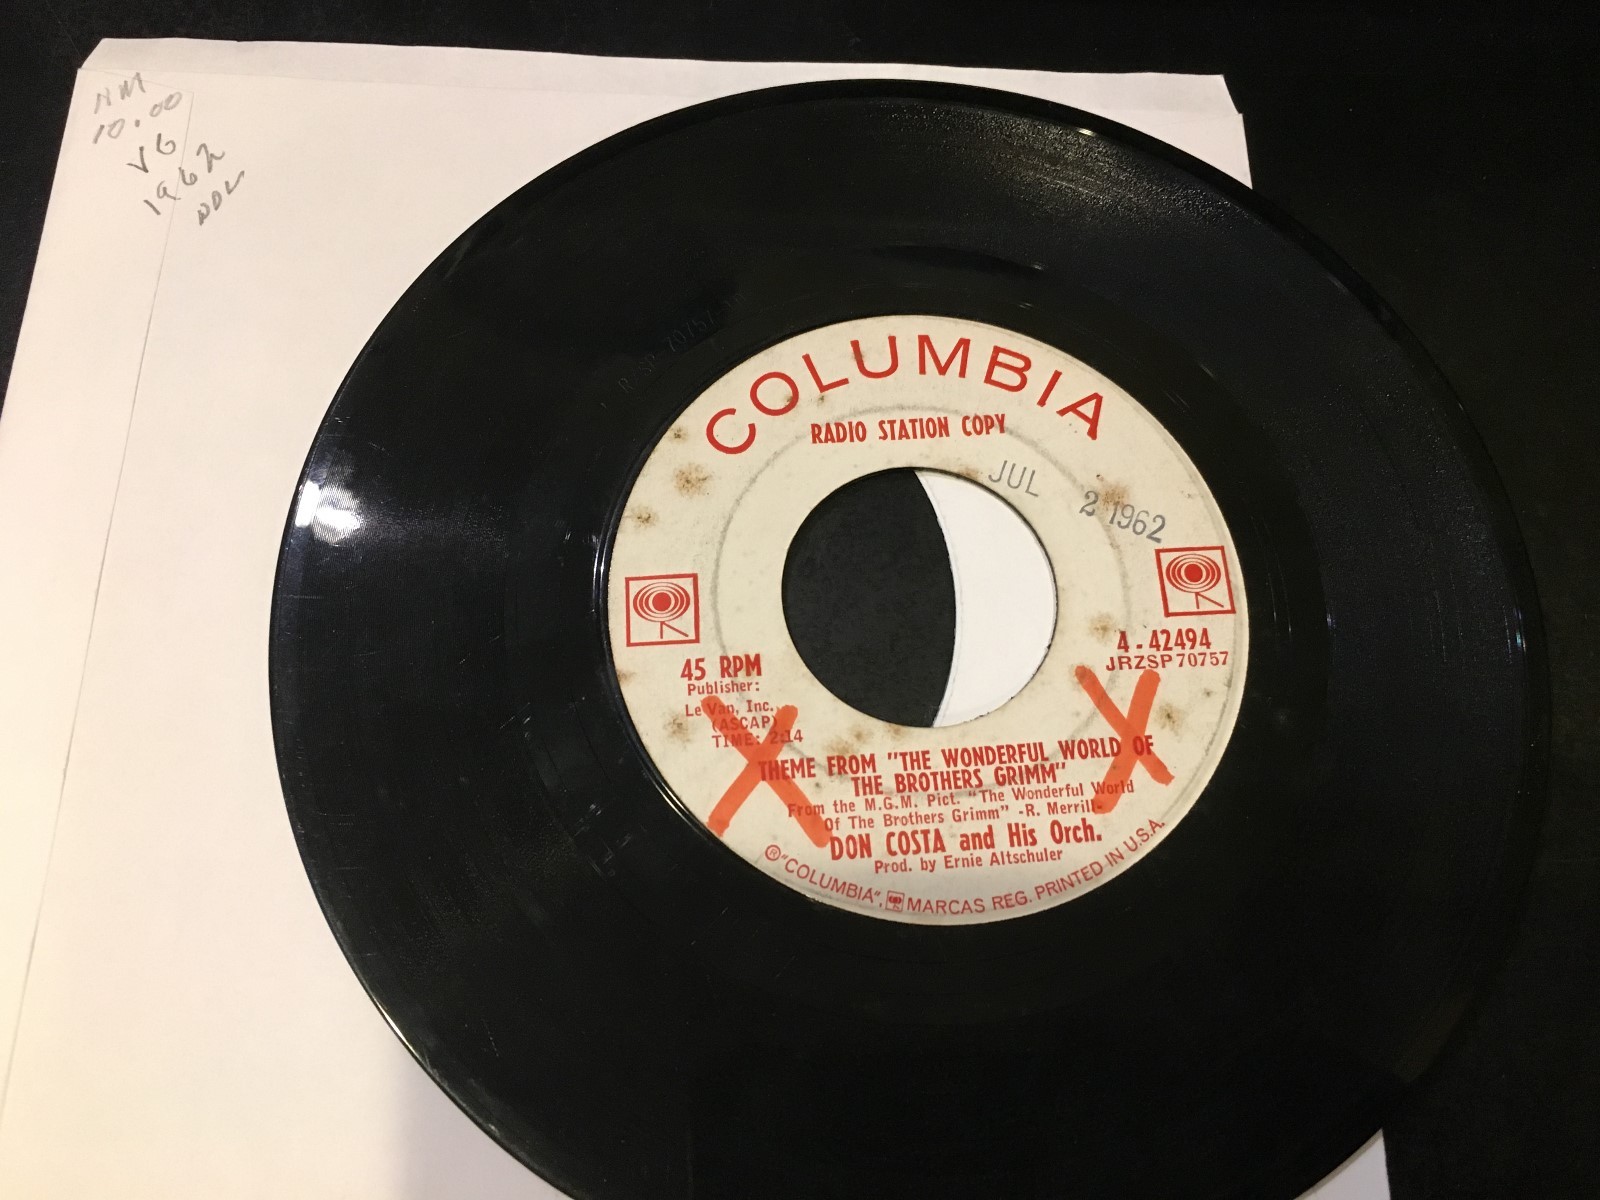 NM
10.00
VG
1962
R SP 70757
COLUMBIA
RADIO STATION COPY
JUL 2 1962
4-42494
JRZSP 70757
45 RPM
Publisher:
Le Van, Inc.
(ASCAP)
TIME: 2:14
THEME FROM "THE WONDERFUL WORLD OF
THE BROTHERS GRIMM"
From the M.G.M. Pict. "The Wonderful World
Of The Brothers Grimm" -R. Merrill-
DON COSTA and His Orch.
Prod. by Ernie Altschuler
® "COLUMBIA", MARCAS REG. PRINTED IN U.S.A.